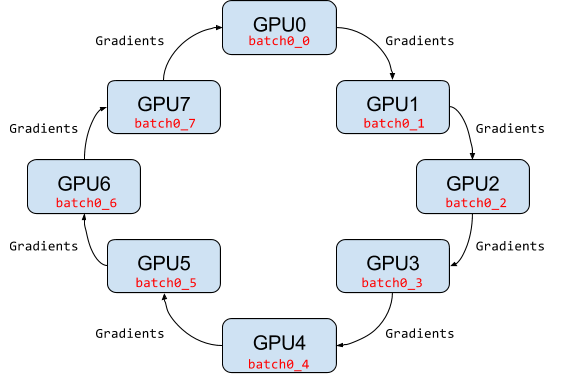 GPU0
batch0_0
Gradients
Gradients
GPU7
batch0_7
GPU1
batch0_1
Gradients
Gradients
GPU6
batch0_6
GPU2
batch0_2
Gradients
Gradients
GPU5
batch0_5
GPU3
batch0_3
Gradients
Gradients
GPU4
batch0_4